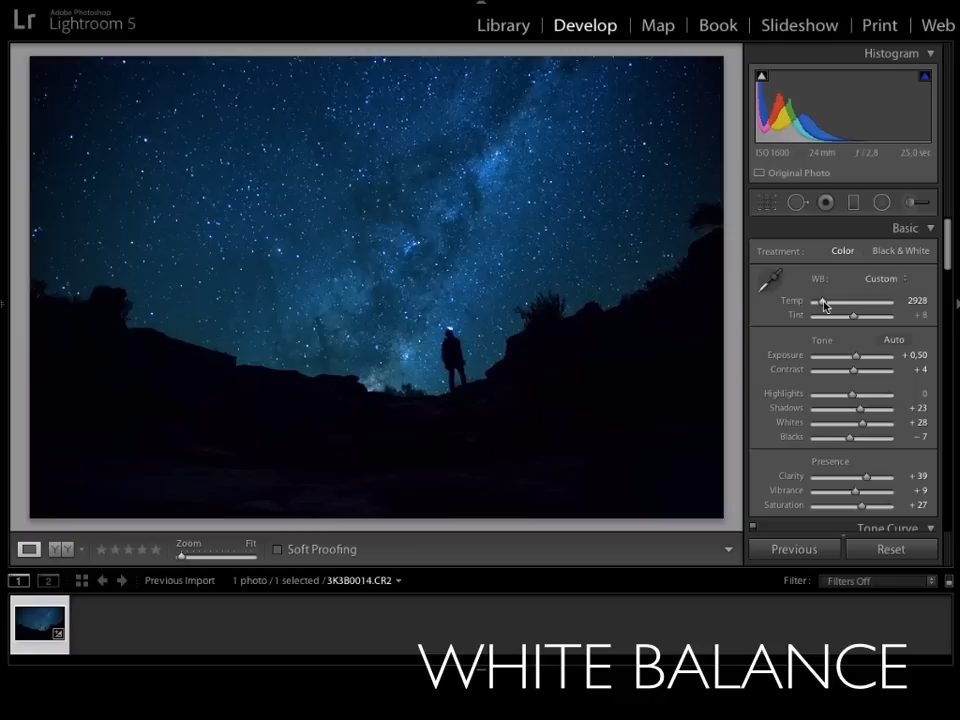 Lr Adobe Photoshop
Lightroom 5
Library | Develop | Map | Book | Slideshow | Print | Web
Histogram
ISO 1600 24 mm ƒ / 2,8 25,0 sec
Original Photo
Basic
Treatment : Color Black & White
WB : Custom
Temp 2928
Tint + 8
Tone Auto
Exposure + 0,50
Contrast + 4
Highlights 0
Shadows + 23
Whites + 28
Blacks − 7
Presence
Clarity + 39
Vibrance + 9
Saturation + 27
Tone Curve
Previous Reset
YY Zoom Fit Soft Proofing
1 2 Previous Import 1 photo / 1 selected / 3K3B0014.CR2 Filter : Filters Off
WHITE BALANCE